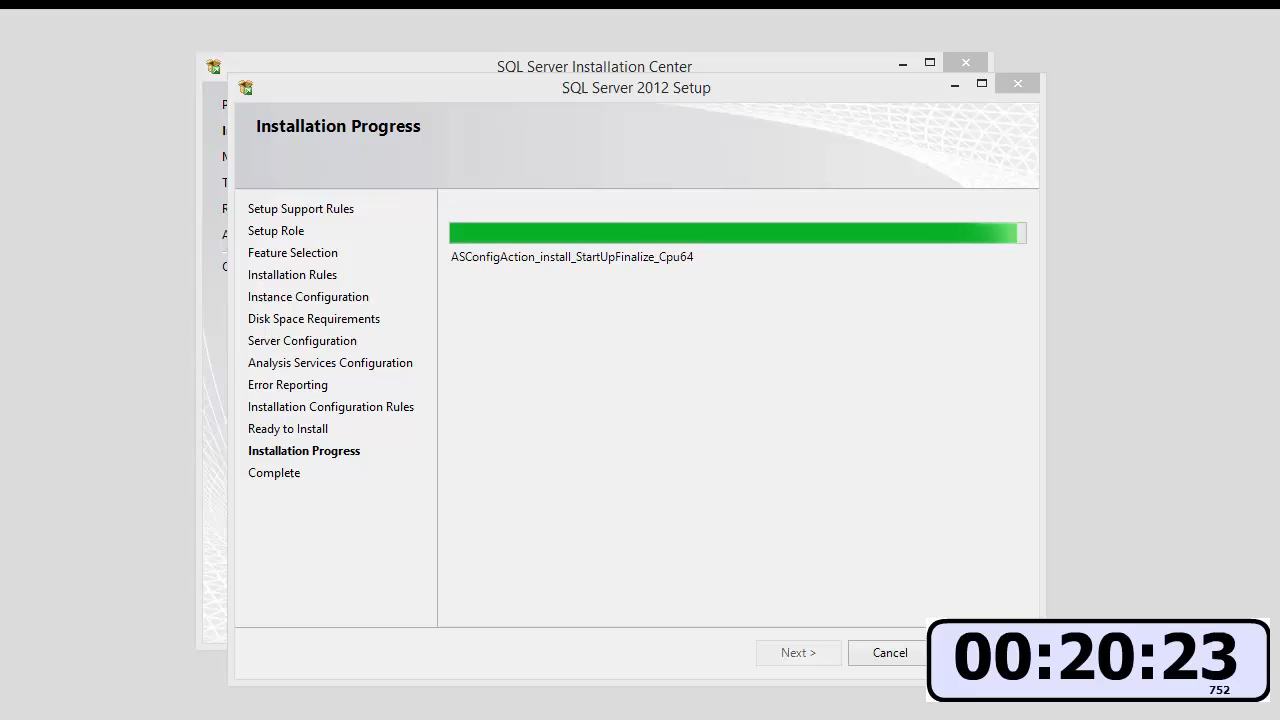 SQL Server Installation Center
SQL Server 2012 Setup
Installation Progress
Setup Support Rules
Setup Role
Feature Selection
Installation Rules
Instance Configuration
Disk Space Requirements
Server Configuration
Analysis Services Configuration
Error Reporting
Installation Configuration Rules
Ready to Install
Installation Progress
Complete
ASConfigAction_install_StartUpFinalize_Cpu64
Next >
Cancel
00:20:23
752